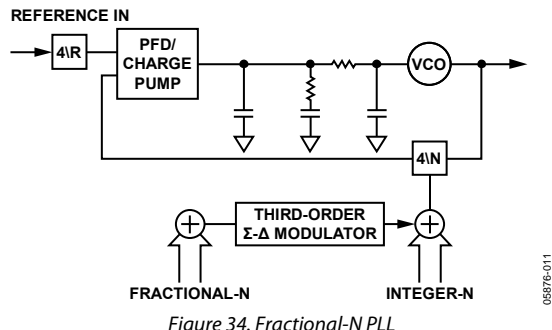 REFERENCE IN
4\R
PFD/
CHARGE
PUMP
VCO
4\N
THIRD-ORDER
Σ-Δ MODULATOR
FRACTIONAL-N
INTEGER-N
05876-011
Figure 34. Fractional-N PLL